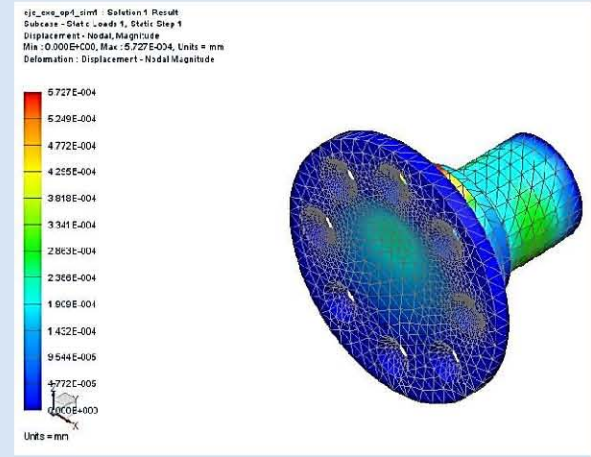 eje_exo_op4_sim1 : Solution 1 Result
Subcase - Static Loads 1, Static Step 1
Displacement - Nodal, Magnitude
Min : 0.000E+000, Max : 5.727E-004, Units = mm
Deformation : Displacement - Nodal Magnitude
5.727E-004
5.249E-004
4.772E-004
4.295E-004
3.818E-004
3.341E-004
2.863E-004
2.386E-004
1.909E-004
1.432E-004
9.544E-005
4.772E-005
0.000E+000
Z
Y
X
Units = mm